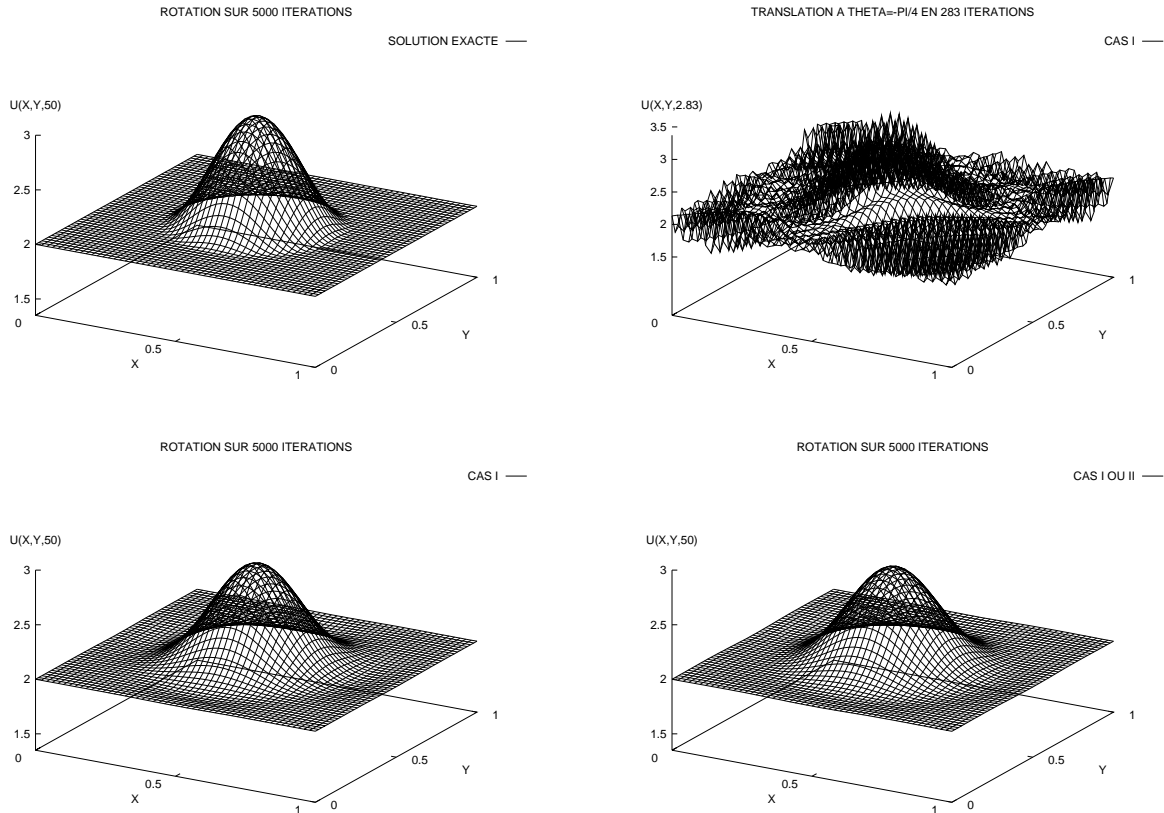 ROTATION SUR 5000 ITERATIONS
SOLUTION EXACTE
U(X,Y,50)
3
2.5
2
1.5
0
0.5
X
1
0
0.5
Y
1
TRANSLATION A THETA=-PI/4 EN 283 ITERATIONS
CAS I
U(X,Y,2.83)
3.5
3
2.5
2
1.5
0
0.5
X
1
0
0.5
Y
1
ROTATION SUR 5000 ITERATIONS
CAS I
U(X,Y,50)
3
2.5
2
1.5
0
0.5
X
1
0
0.5
Y
1
ROTATION SUR 5000 ITERATIONS
CAS I OU II
U(X,Y,50)
3
2.5
2
1.5
0
0.5
X
1
0
0.5
Y
1